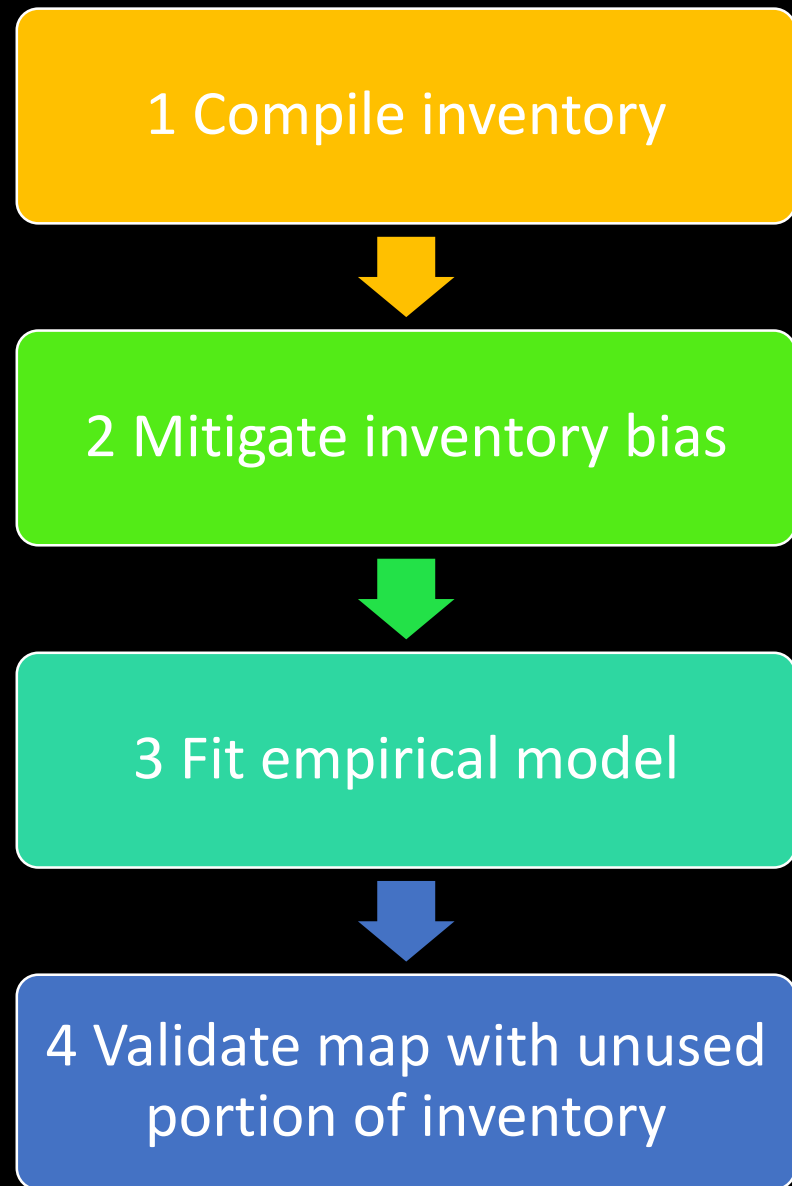 1 Compile inventory
2 Mitigate inventory bias
3 Fit empirical model
4 Validate map with unused
portion of inventory